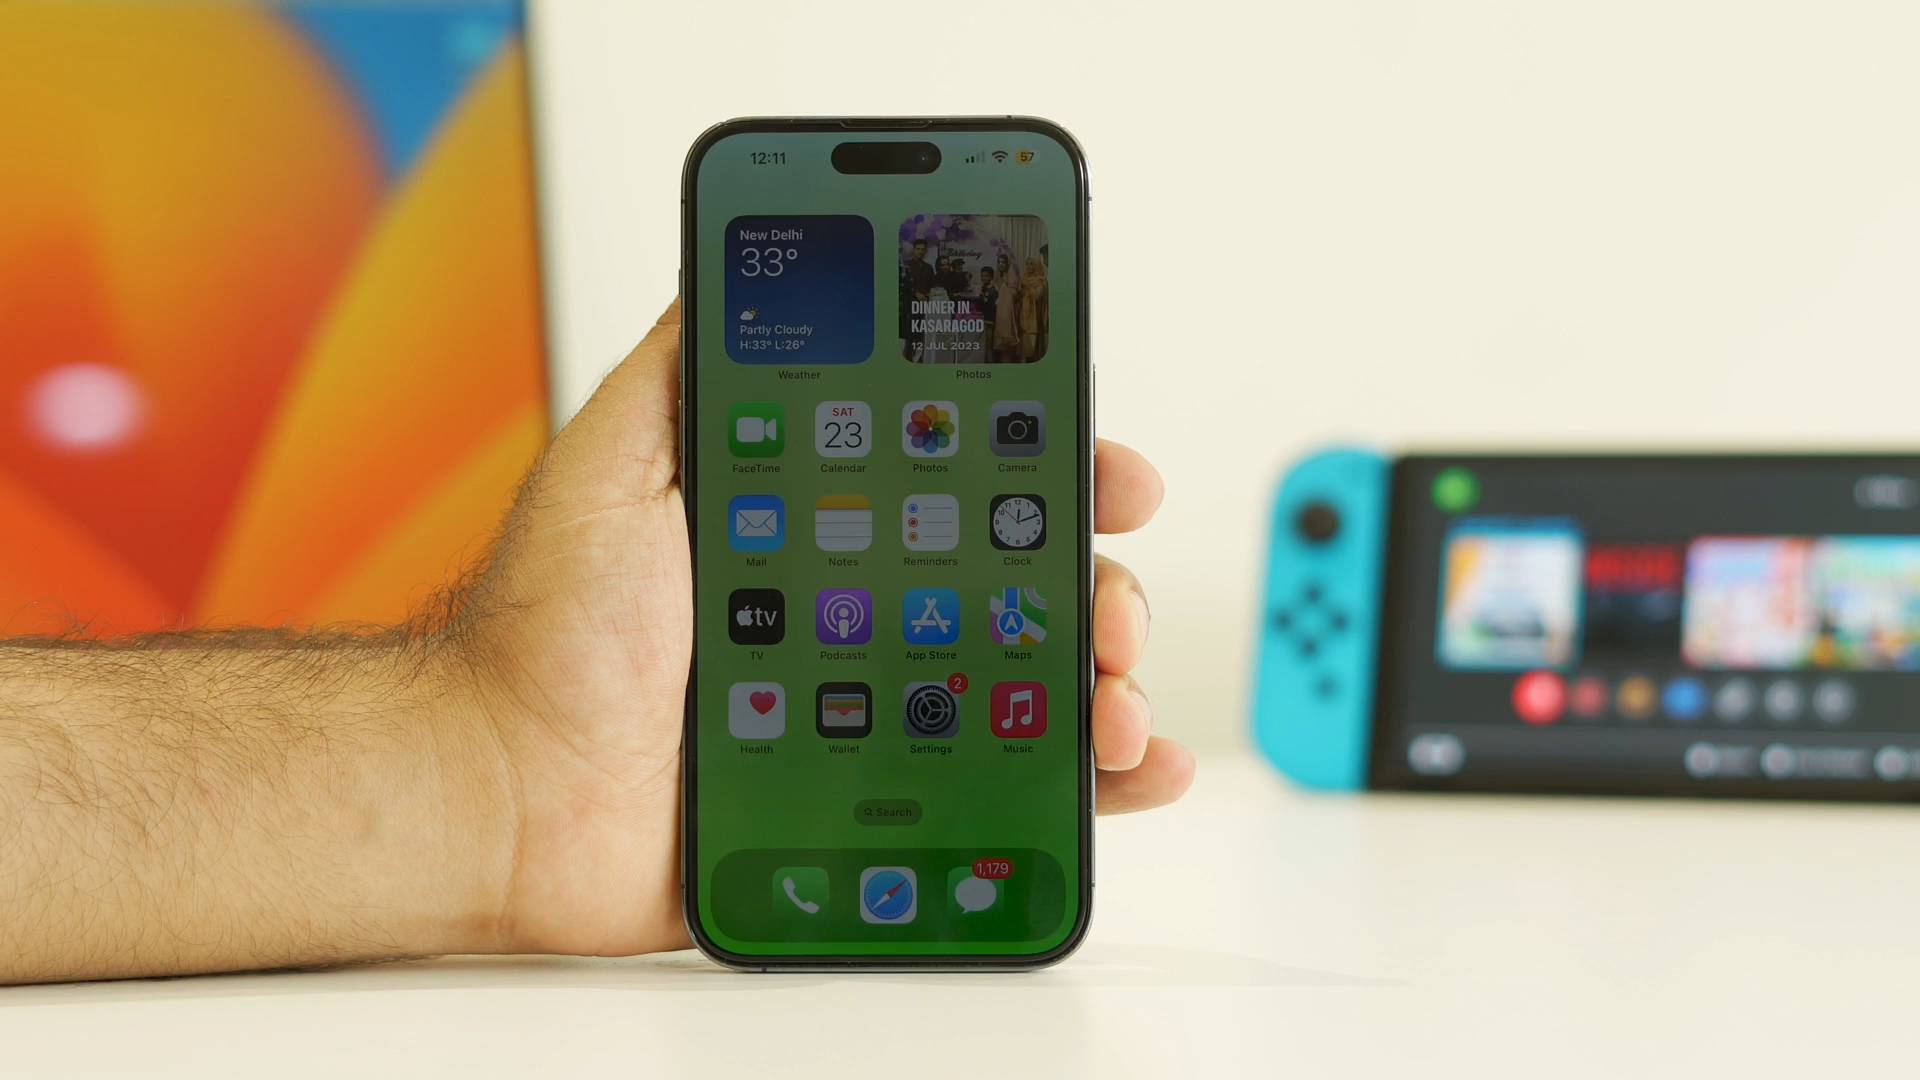 12:11
57
New Delhi
33°
Partly Cloudy
H:33° L:26°
Weather
Birthday
DINNER IN
KASARAGOD
12 JUL 2023
Photos
SAT
23
FaceTime
Calendar
Photos
Camera
Mail
Notes
Reminders
Clock
tv
TV
Podcasts
App Store
Maps
2
Health
Wallet
Settings
Music
Search
1,179